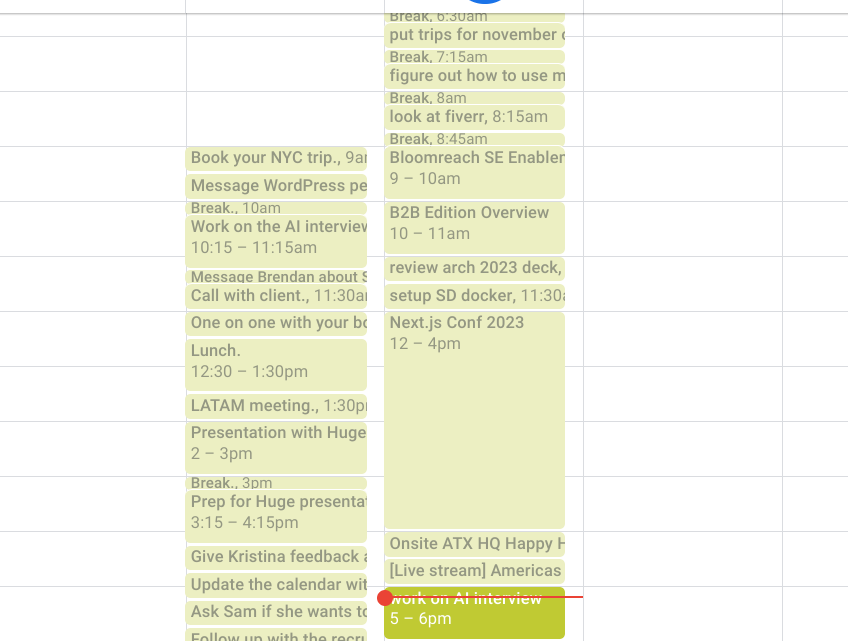 Book your NYC trip., 9a
Message WordPress pe
Break., 10am
Work on the AI interview
10:15 – 11:15am
Message Brendan about S
Call with client., 11:30a
One on one with your bo
Lunch.
12:30 – 1:30pm
LATAM meeting., 1:30p
Presentation with Huge
2 – 3pm
Break., 3pm
Prep for Huge presentat
3:15 – 4:15pm
Give Kristina feedback a
Update the calendar wit
Ask Sam if she wants to
Follow up with the recru
Break, 6:30am
put trips for november c
Break, 7:15am
figure out how to use m
Break, 8am
look at fiverr, 8:15am
Break, 8:45am
Bloomreach SE Enablem
9 – 10am
B2B Edition Overview
10 – 11am
review arch 2023 deck,
setup SD docker, 11:30a
Next.js Conf 2023
12 – 4pm
Onsite ATX HQ Happy H
[Live stream] Americas
work on AI interview
5 – 6pm